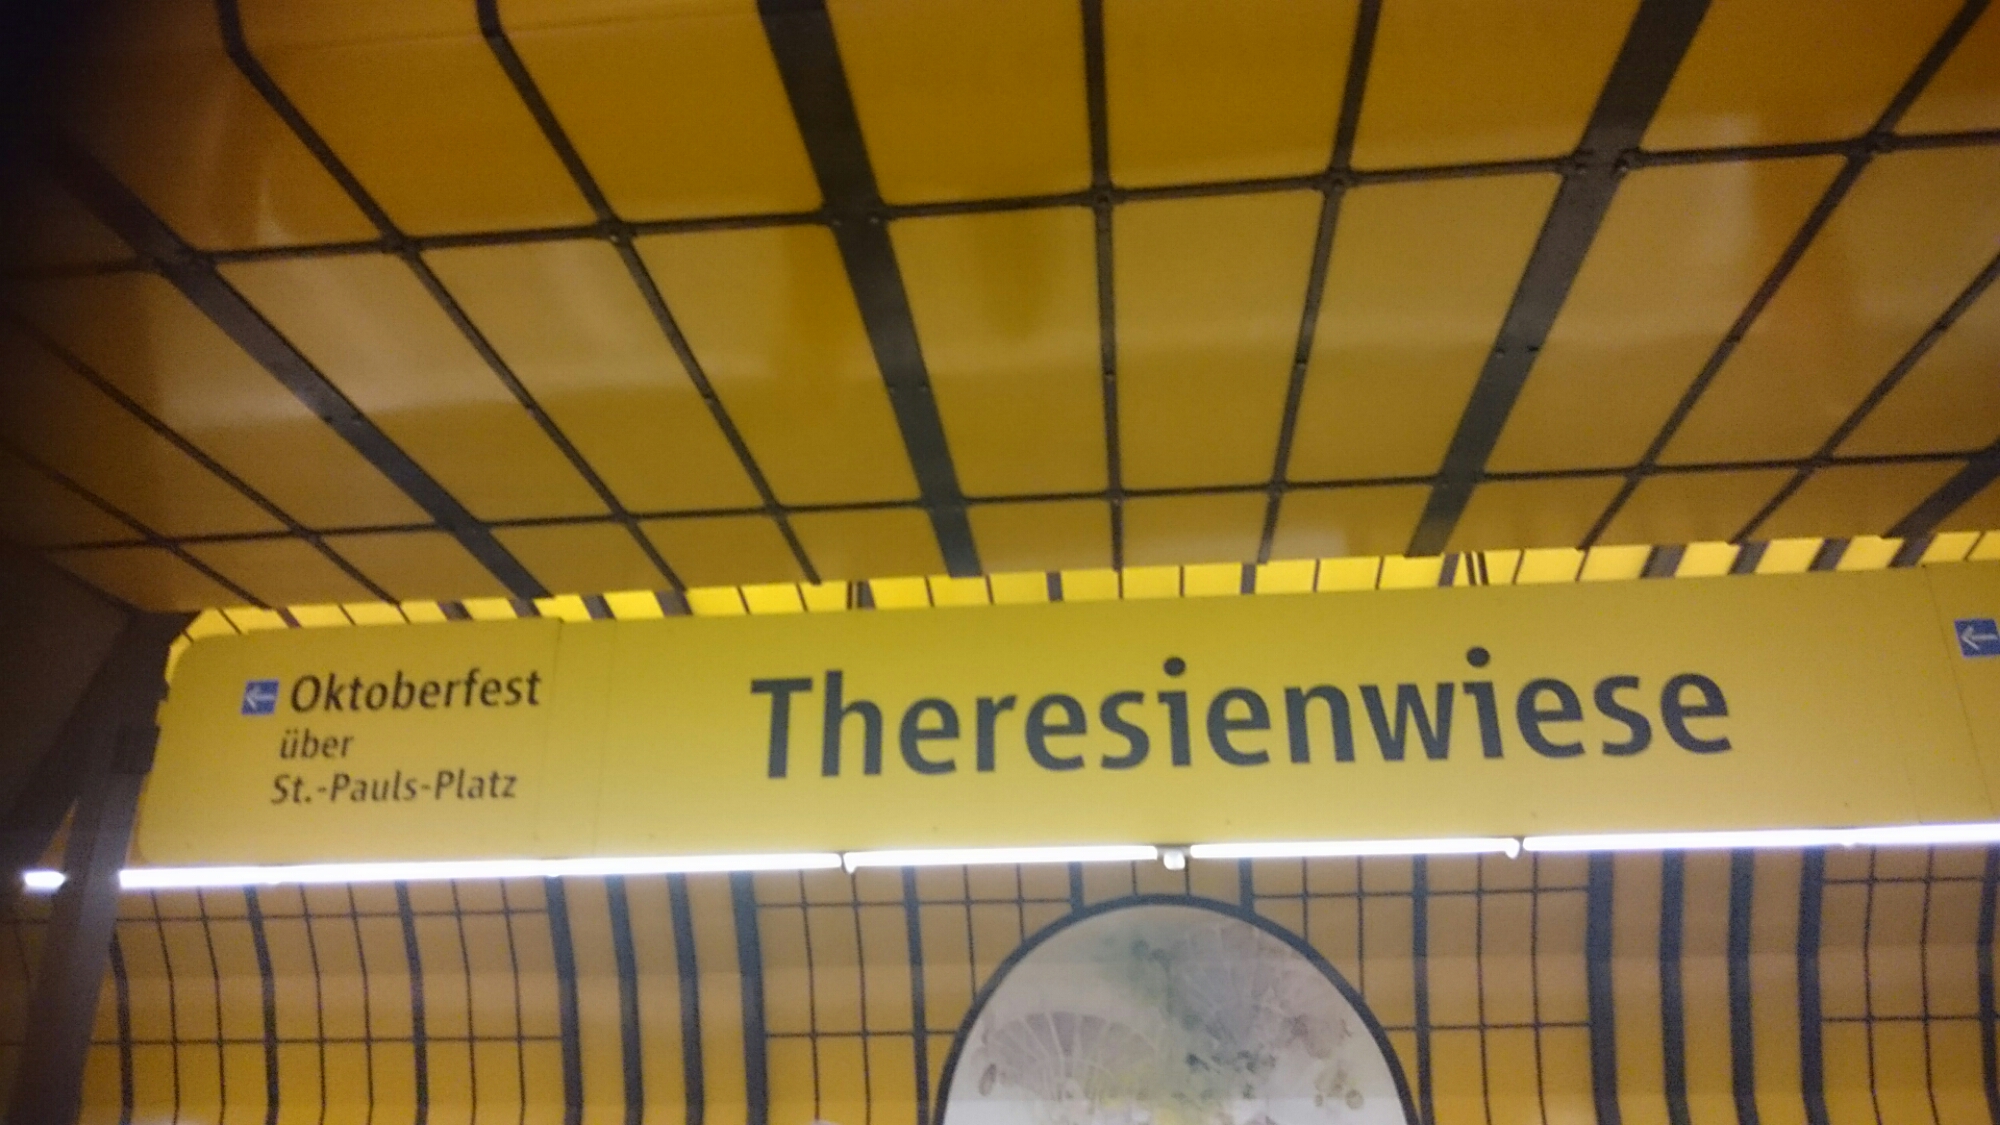 Oktoberfest
über
St.-Pauls-Platz
Theresienwiese